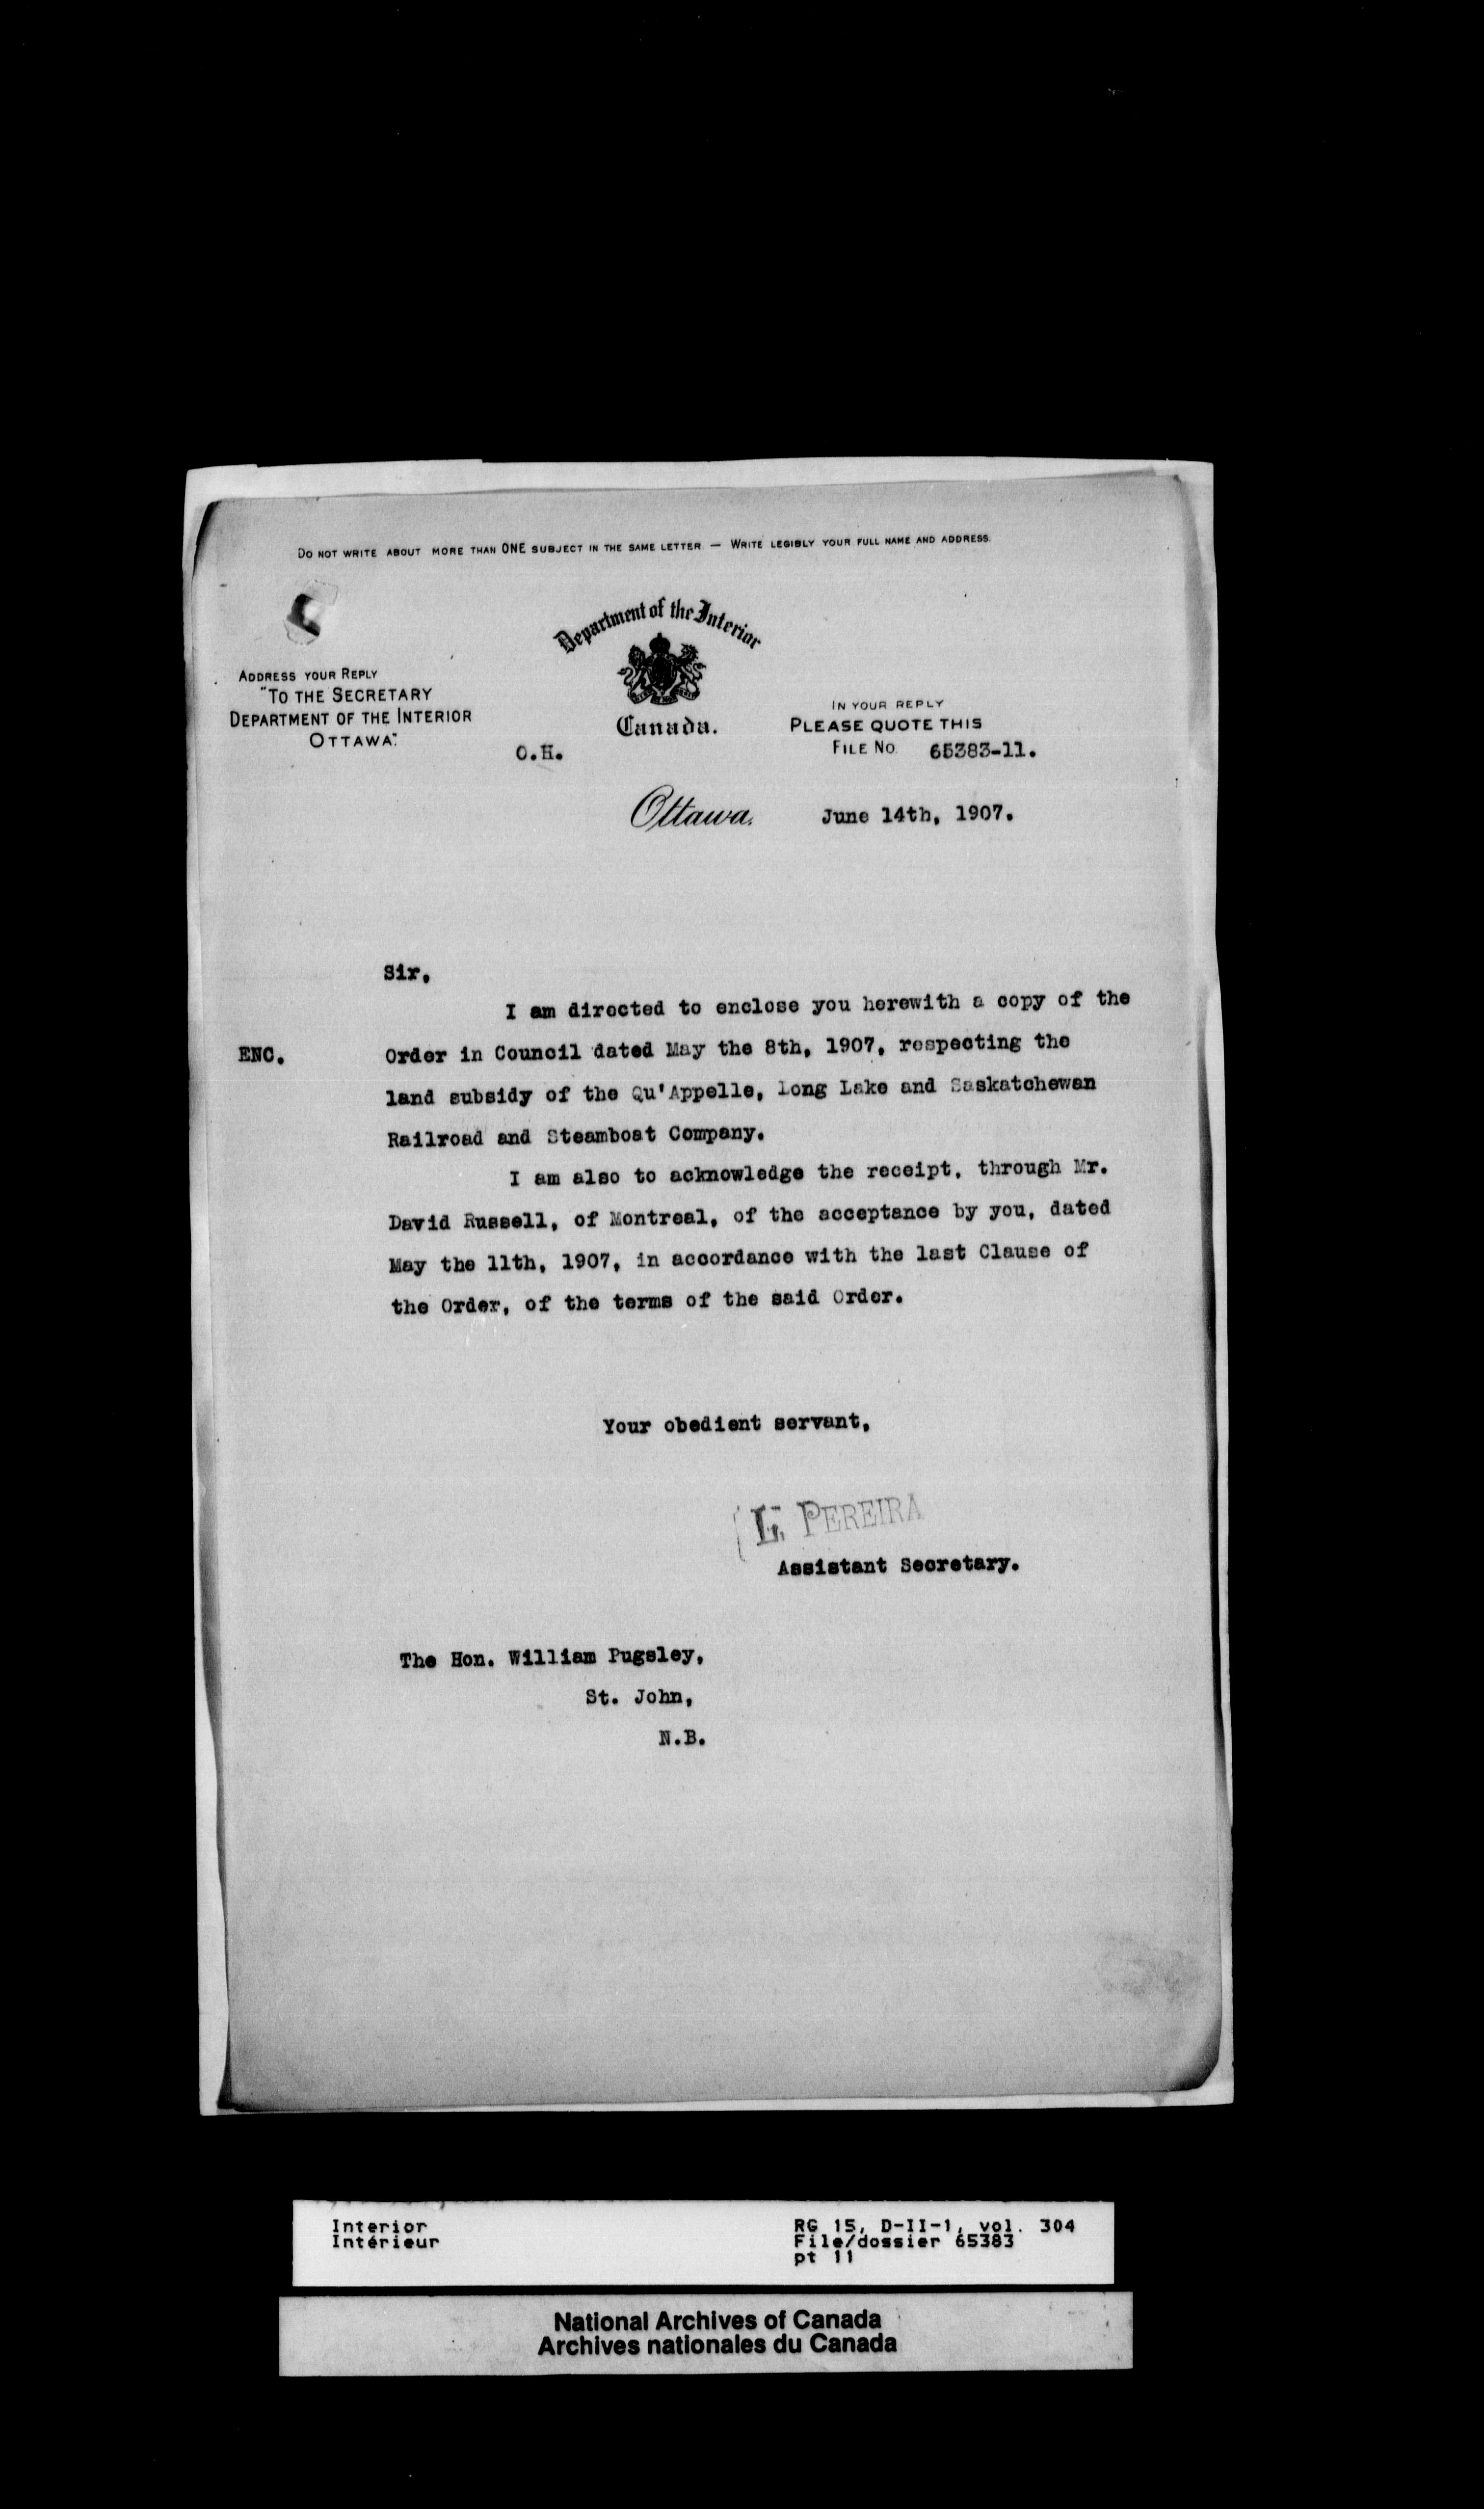 DO NOT WRITE ABOUT MORE THAN ONE SUBJECT IN THE SAME LETTER — WRITE LEGIBLY YOUR FULL NAME AND ADDRESS.
Department of the Interior
Canada.
ADDRESS YOUR REPLY
"TO THE SECRETARY
DEPARTMENT OF THE INTERIOR
OTTAWA."
IN YOUR REPLY
PLEASE QUOTE THIS
FILE NO. 65383-11.
O.H.
Ottawa, June 14th, 1907.
Sir,
I am directed to enclose you herewith a copy of the
ENC. Order in Council dated May the 8th, 1907, respecting the
land subsidy of the Qu'Appelle, Long Lake and Saskatchewan
Railroad and Steamboat Company.
I am also to acknowledge the receipt, through Mr.
David Russell, of Montreal, of the acceptance by you, dated
May the 11th, 1907, in accordance with the last Clause of
the Order, of the terms of the said Order.
Your obedient servant,
L. PEREIRA
Assistant Secretary.
The Hon. William Pugsley,
St. John,
N.B.
Interior
Intérieur
RG 15, D-II-1, vol. 304
File/dossier 65383
pt 11
National Archives of Canada
Archives nationales du Canada